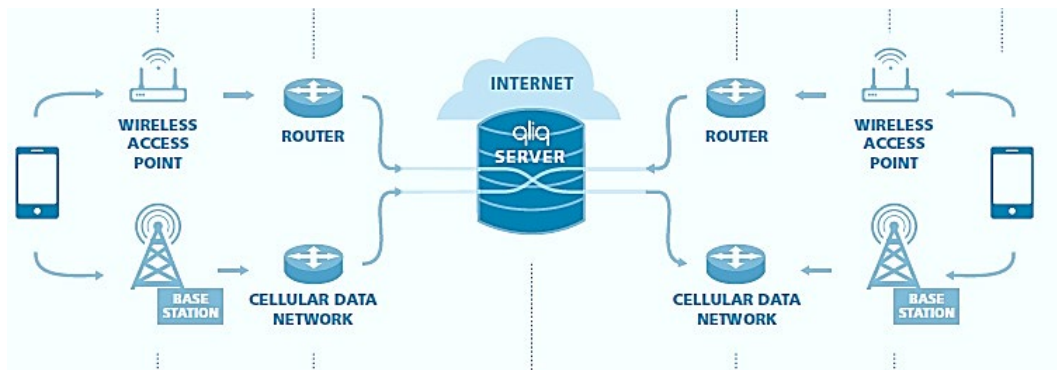 INTERNET
qliq
SERVER
WIRELESS
ACCESS
POINT
ROUTER
BASE
STATION
CELLULAR DATA
NETWORK
ROUTER
WIRELESS
ACCESS
POINT
CELLULAR DATA
NETWORK
BASE
STATION